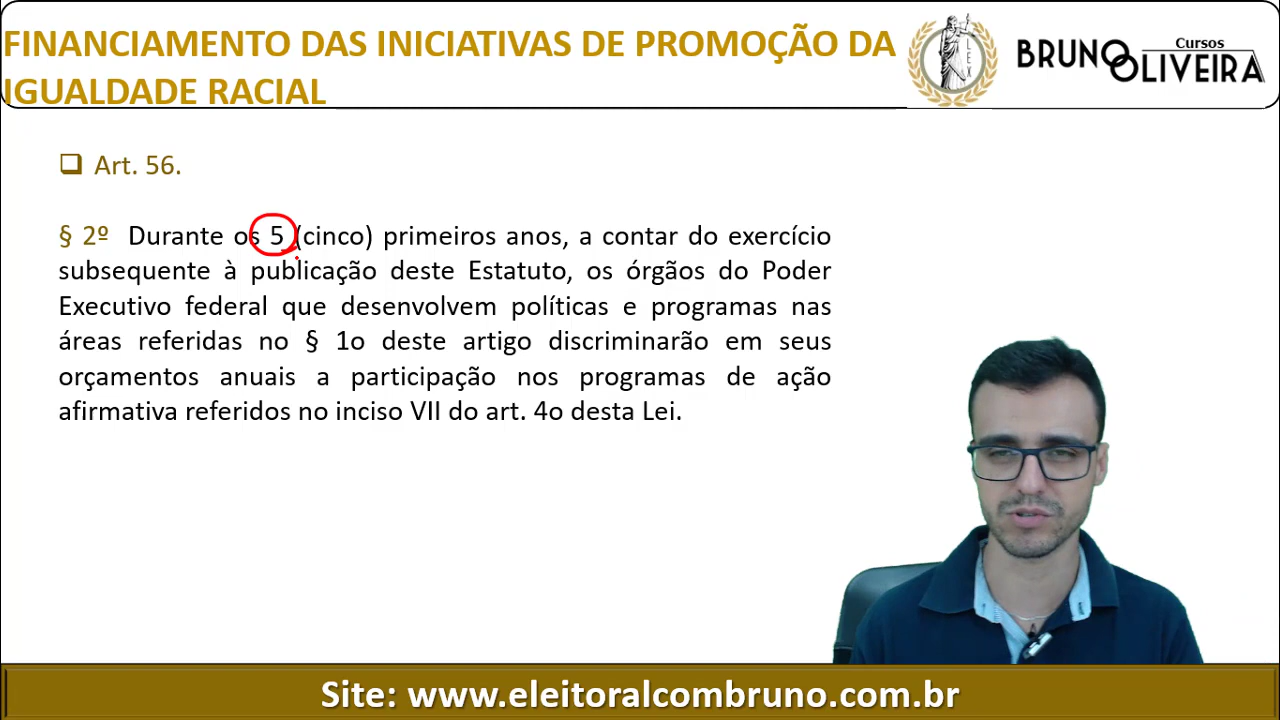 FINANCIAMENTO DAS INICIATIVAS DE PROMOÇÃO DA
IGUALDADE RACIAL
LEX
Cursos
BRUNO OLIVEIRA
❑ Art. 56.
§ 2º Durante os 5 (cinco) primeiros anos, a contar do exercício
subsequente à publicação deste Estatuto, os órgãos do Poder
Executivo federal que desenvolvem políticas e programas nas
áreas referidas no § 1o deste artigo discriminarão em seus
orçamentos anuais a participação nos programas de ação
afirmativa referidos no inciso VII do art. 4o desta Lei.
Site: www.eleitoralcombruno.com.br